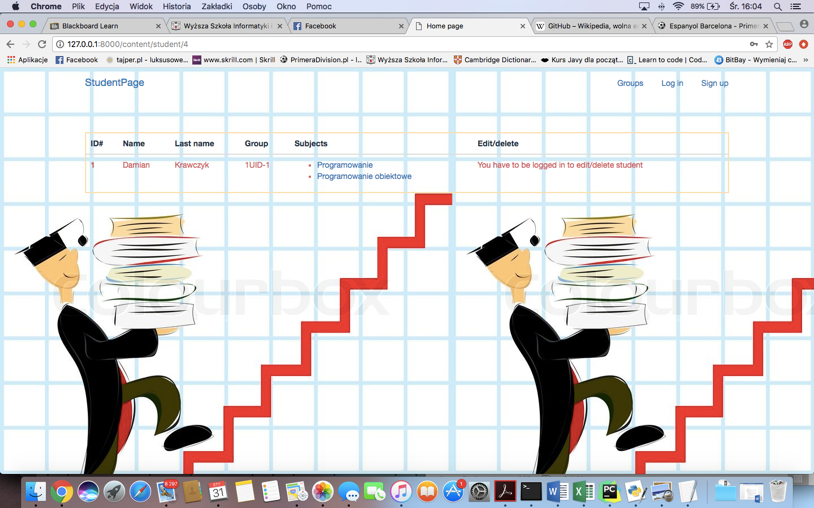 Chrome Plik Edycja Widok Historia Zakładki Osoby Okno Pomoc 89% Śr. 16:04
Blackboard Learn Wyższa Szkoła Informatyki i Facebook Home page GitHub – Wikipedia, wolna e Espanyol Barcelona - Prime
127.0.0.1:8000/content/student/4
Aplikacje Facebook tajper.pl - luksusowe... www.skrill.com | Skrill PrimeraDivision.pl - l... Wyższa Szkoła Infor... Cambridge Dictionar... Kurs Javy dla począt... Learn to code | Cod... BitBay - Wymieniaj c... »
StudentPage Groups Log in Sign up
ID# Name Last name Group Subjects Edit/delete
1 Damian Krawczyk 1UID-1 • Programowanie You have to be logged in to edit/delete student
• Programowanie obiektowe
colourbox colourbox
31
PC